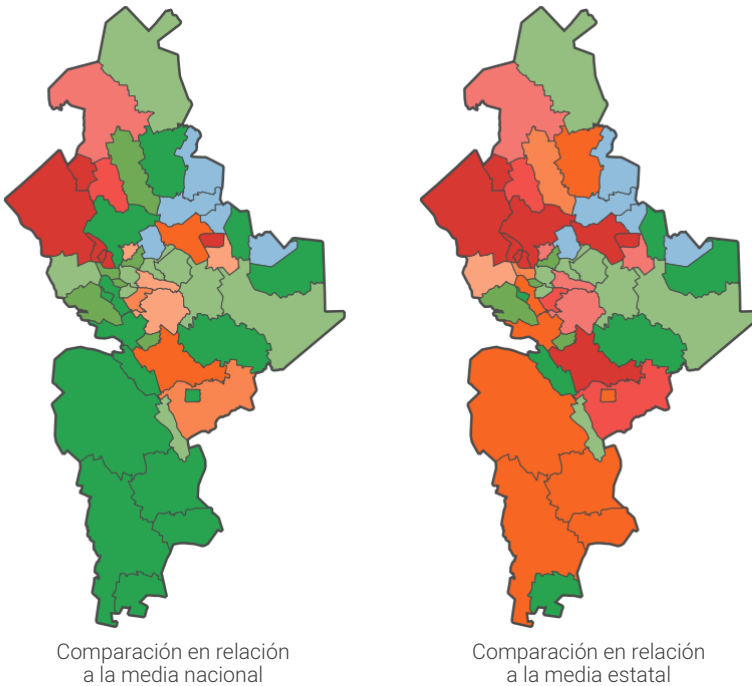 Comparación en relación
a la media nacional
Comparación en relación
a la media estatal